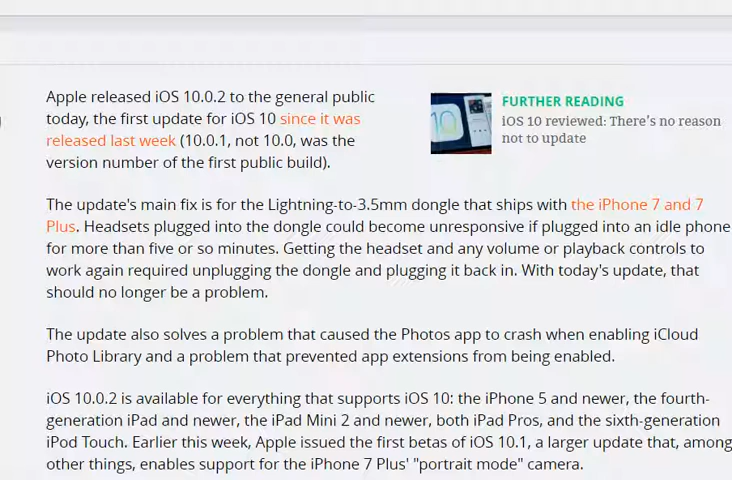 Apple released iOS 10.0.2 to the general public
today, the first update for iOS 10 since it was
released last week (10.0.1, not 10.0, was the
version number of the first public build).
FURTHER READING
iOS 10 reviewed: There's no reason
not to update
The update's main fix is for the Lightning-to-3.5mm dongle that ships with the iPhone 7 and 7
Plus. Headsets plugged into the dongle could become unresponsive if plugged into an idle phone
for more than five or so minutes. Getting the headset and any volume or playback controls to
work again required unplugging the dongle and plugging it back in. With today's update, that
should no longer be a problem.
The update also solves a problem that caused the Photos app to crash when enabling iCloud
Photo Library and a problem that prevented app extensions from being enabled.
iOS 10.0.2 is available for everything that supports iOS 10: the iPhone 5 and newer, the fourth-
generation iPad and newer, the iPad Mini 2 and newer, both iPad Pros, and the sixth-generation
iPod Touch. Earlier this week, Apple issued the first betas of iOS 10.1, a larger update that, among
other things, enables support for the iPhone 7 Plus' "portrait mode" camera.